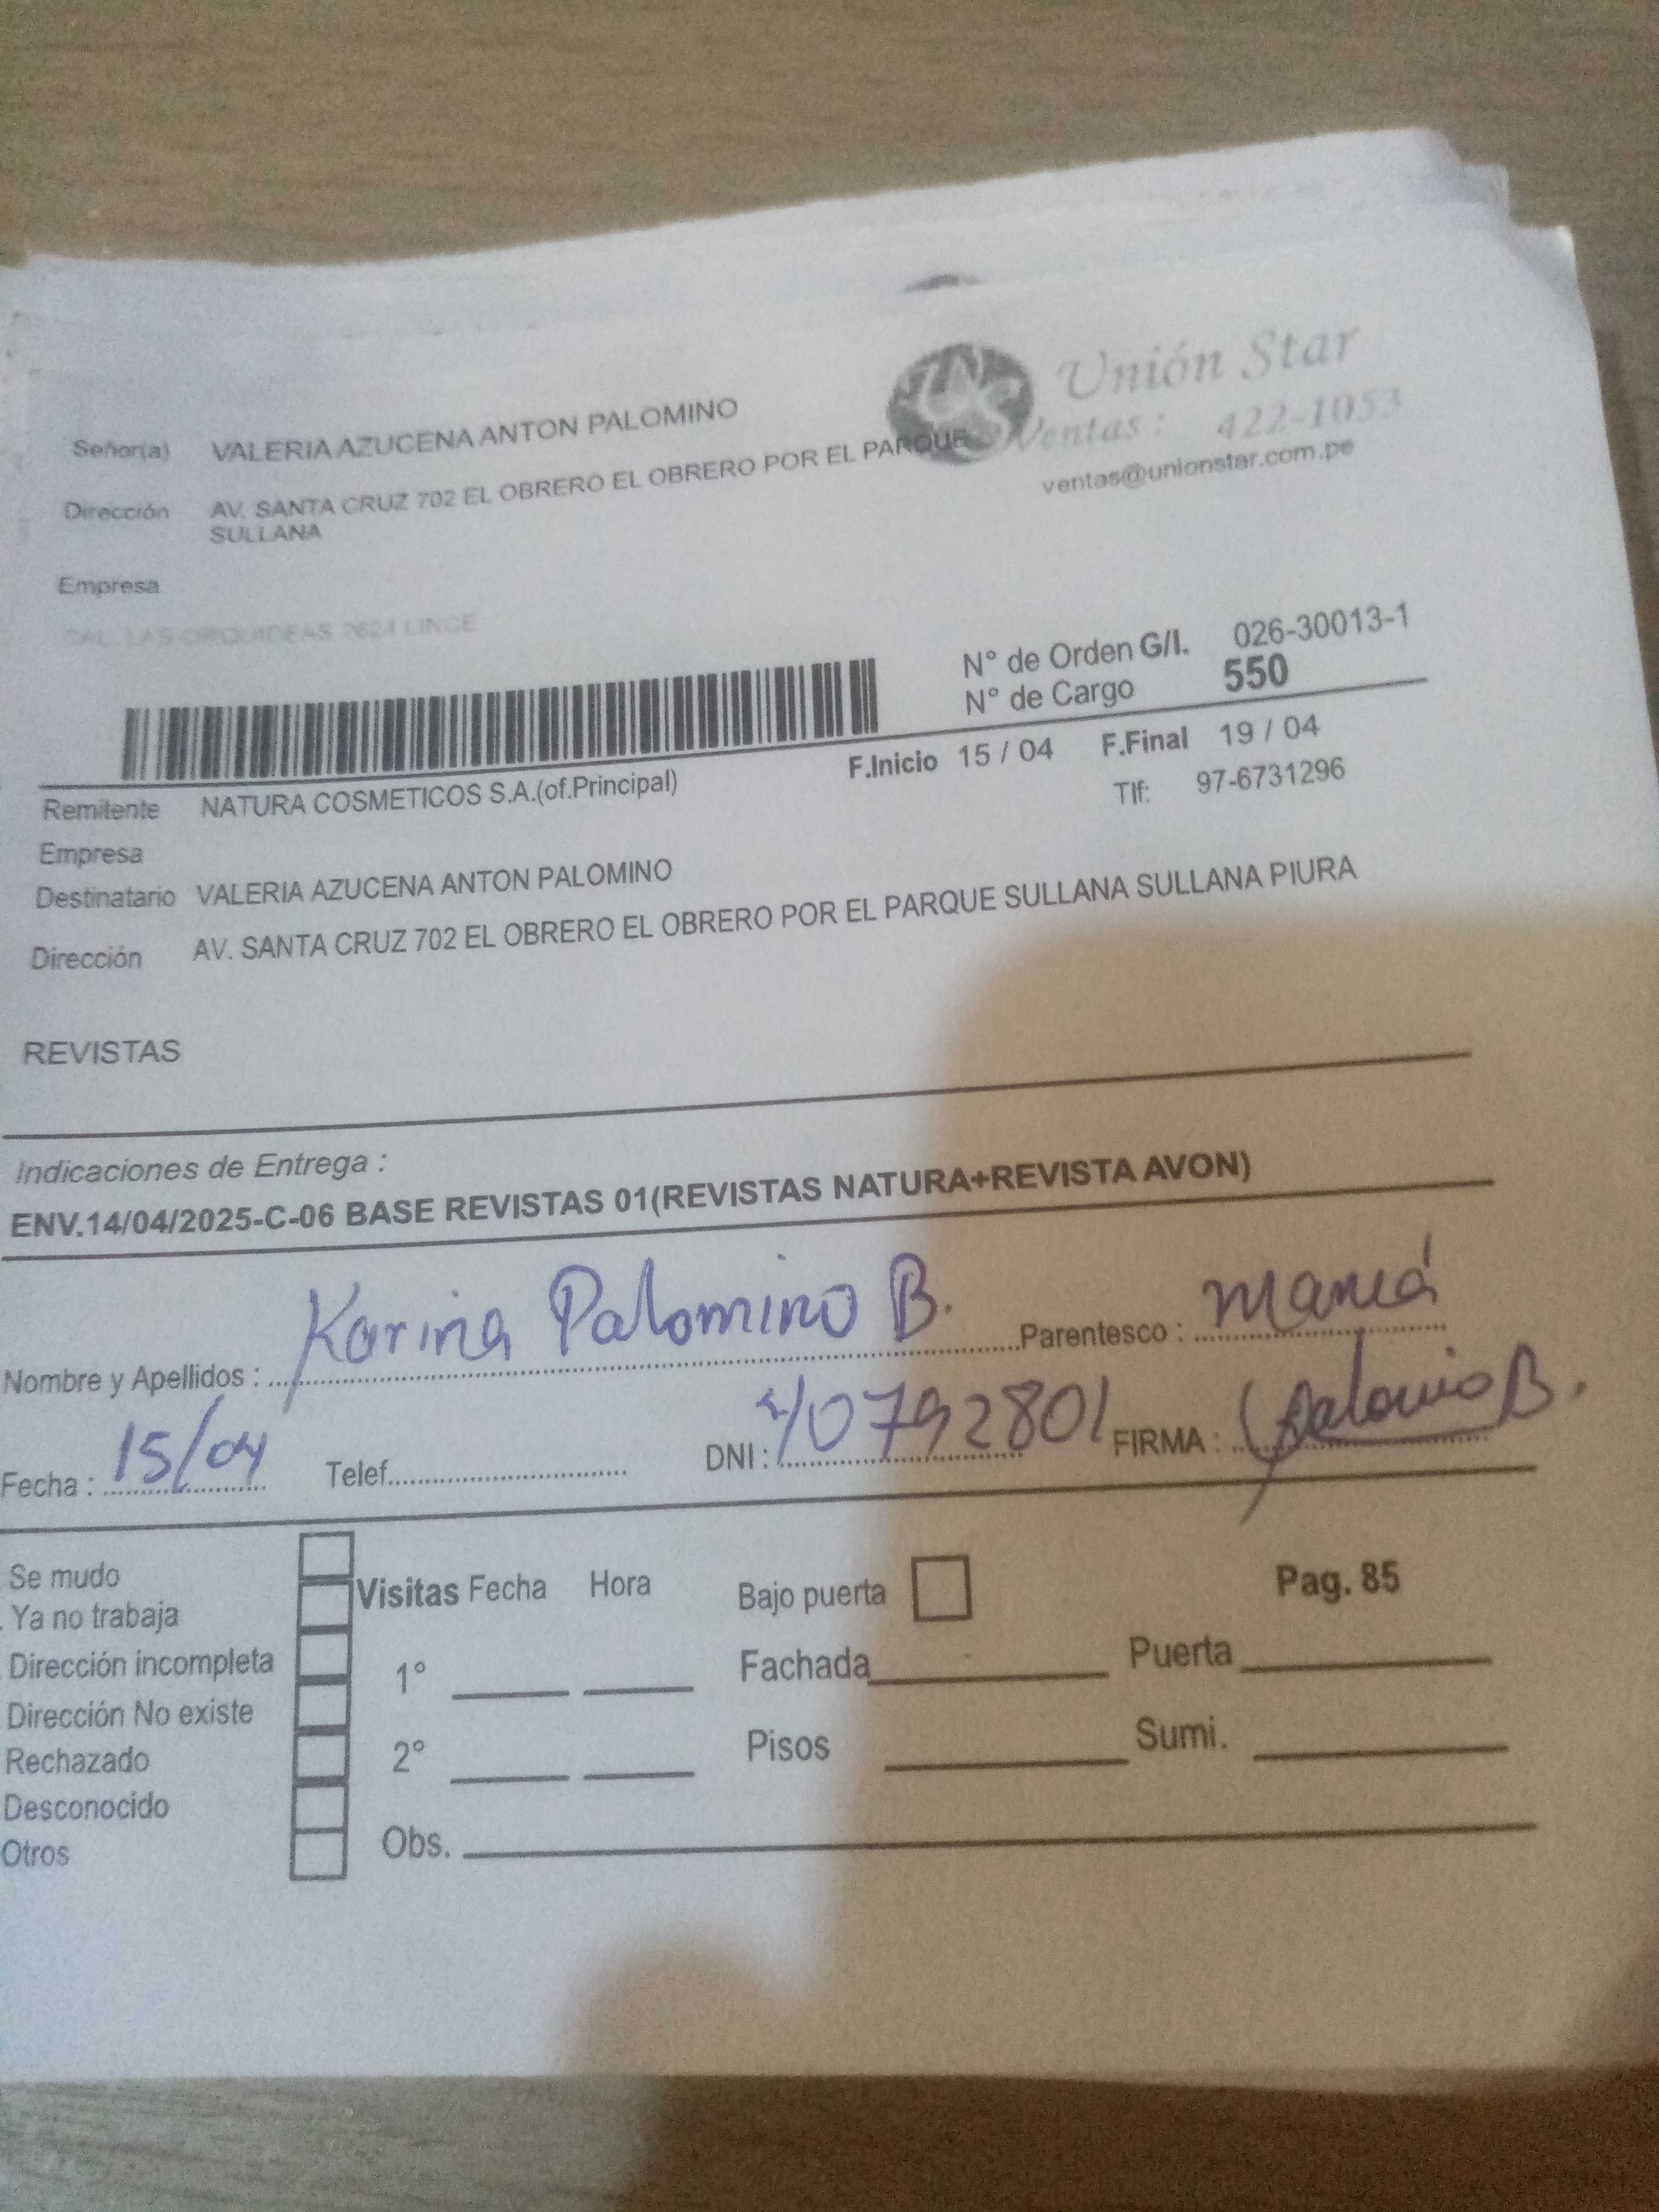 Unión Star
Ventas : 422-1053
ventas@unionstar.com.pe
Señor(a) VALERIA AZUCENA ANTON PALOMINO
Dirección AV. SANTA CRUZ 702 EL OBRERO EL OBRERO POR EL PARQUE
SULLANA
Empresa
CAL. LAS ORQUIDEAS 2624 LINCE
N° de Orden G/I. 026-30013-1
N° de Cargo 550
F.Inicio 15 / 04 F.Final 19 / 04
Remitente NATURA COSMETICOS S.A.(of.Principal) Tlf: 97-6731296
Empresa
Destinatario VALERIA AZUCENA ANTON PALOMINO
Dirección AV. SANTA CRUZ 702 EL OBRERO EL OBRERO POR EL PARQUE SULLANA SULLANA PIURA
REVISTAS
Indicaciones de Entrega :
ENV.14/04/2025-C-06 BASE REVISTAS 01(REVISTAS NATURA+REVISTA AVON)
Nombre y Apellidos : Karina Palomino B. Parentesco : mamá
Fecha : 15/04 Telef. DNI : 40792801 FIRMA : Palomino B.
Se mudo
Ya no trabaja
Dirección incompleta
Dirección No existe
Rechazado
Desconocido
Otros
Visitas Fecha Hora
1°
2°
Obs.
Bajo puerta Pag. 85
Fachada Puerta
Pisos Sumi.